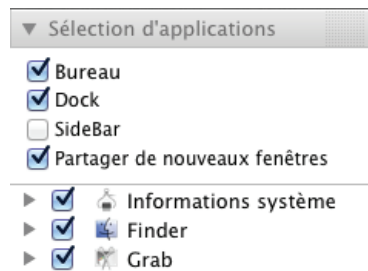 Sélection d'applications
Bureau
Dock
SideBar
Partager de nouveaux fenêtres
Informations système
Finder
Grab